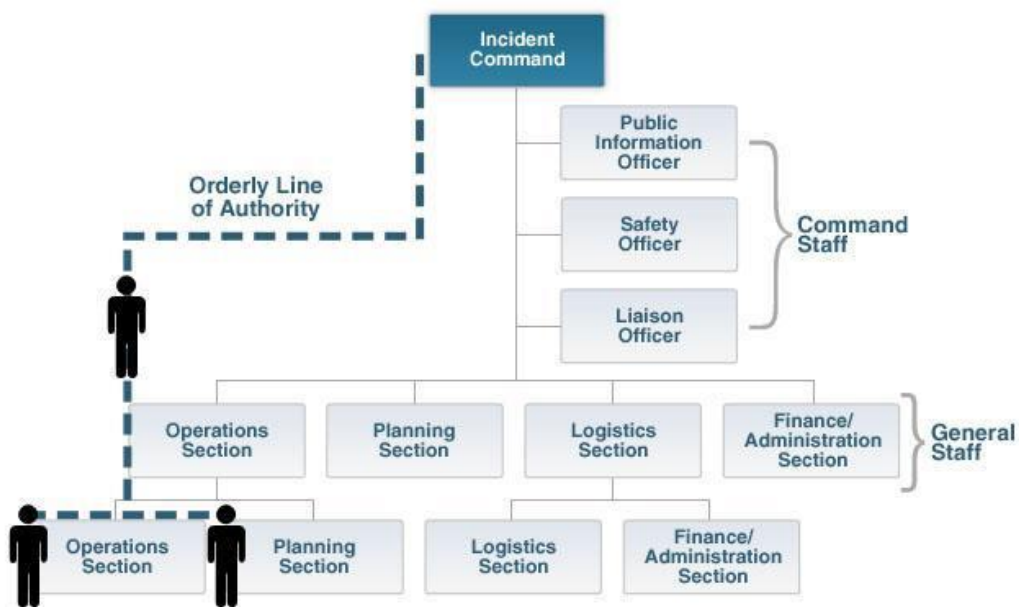 Incident
Command
Public
Information
Officer
Orderly Line
of Authority
Safety
Officer
Command
Staff
Liaison
Officer
Operations
Section
Planning
Section
Logistics
Section
Finance/
Administration
Section
General
Staff
Operations
Section
Planning
Section
Logistics
Section
Finance/
Administration
Section